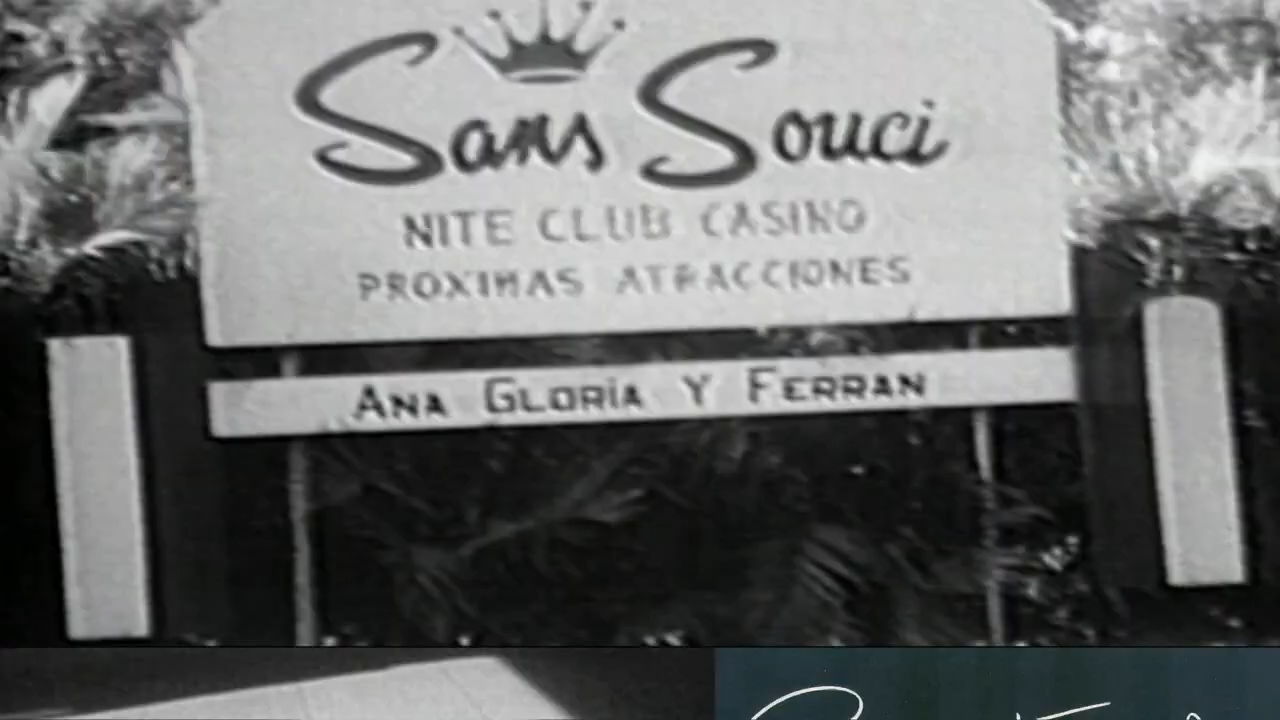 Sans Souci
NITE CLUB CASINO
PROXIMAS ATRACCIONES
ANA GLORIA Y FERRAN